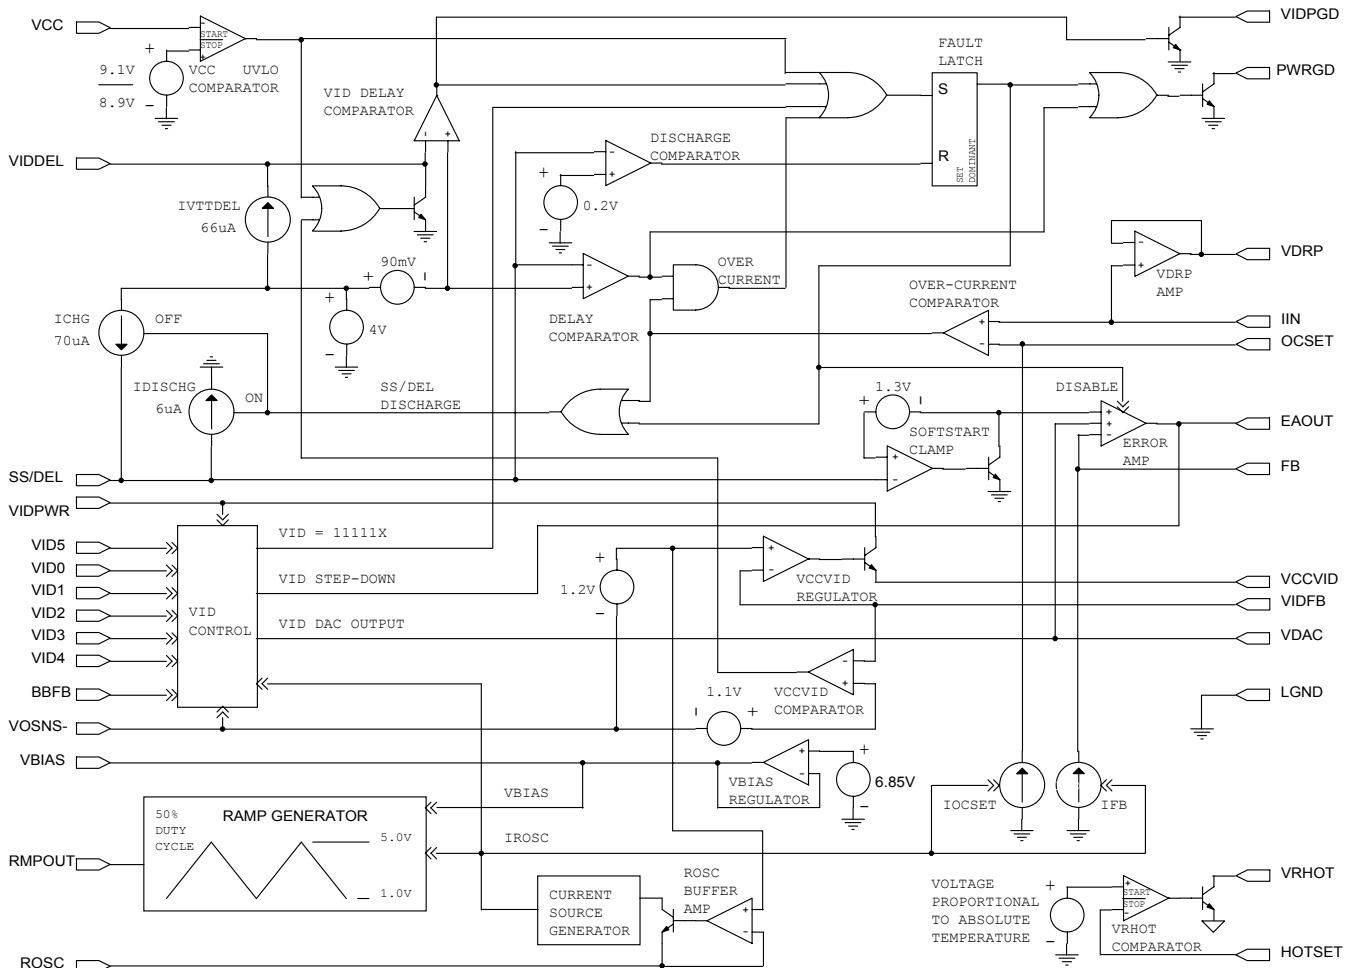 VCC
VIDPGD
START
STOP
VCC UVLO
COMPARATOR
9.1V
8.9V
FAULT
LATCH
PWRGD
S
R
SET
DOMINANT
VID DELAY
COMPARATOR
DISCHARGE
COMPARATOR
0.2V
VIDDEL
IVTTDEL
66uA
90mV
4V
OVER
CURRENT
DELAY
COMPARATOR
OVER-CURRENT
COMPARATOR
VDRP
AMP
VDRP
IIN
OCSET
ICHG
70uA
OFF
IDISCHG
6uA
ON
SS/DEL
DISCHARGE
1.3V
SOFTSTART
CLAMP
DISABLE
ERROR
AMP
EAOUT
FB
SS/DEL
VIDPWR
VID5
VID0
VID1
VID2
VID3
VID4
BBFB
VOSNS-
VID
CONTROL
VID = 11111X
VID STEP-DOWN
VID DAC OUTPUT
1.2V
VCCVID
REGULATOR
VCCVID
VIDFB
VDAC
1.1V
VCCVID
COMPARATOR
LGND
VBIAS
VBIAS
REGULATOR
6.85V
IOCSET
IFB
VBIAS
IROSC
50%
DUTY
CYCLE
RAMP GENERATOR
5.0V
1.0V
RMPOUT
CURRENT
SOURCE
GENERATOR
ROSC
BUFFER
AMP
VOLTAGE
PROPORTIONAL
TO ABSOLUTE
TEMPERATURE
START
STOP
VRHOT
COMPARATOR
VRHOT
HOTSET
ROSC